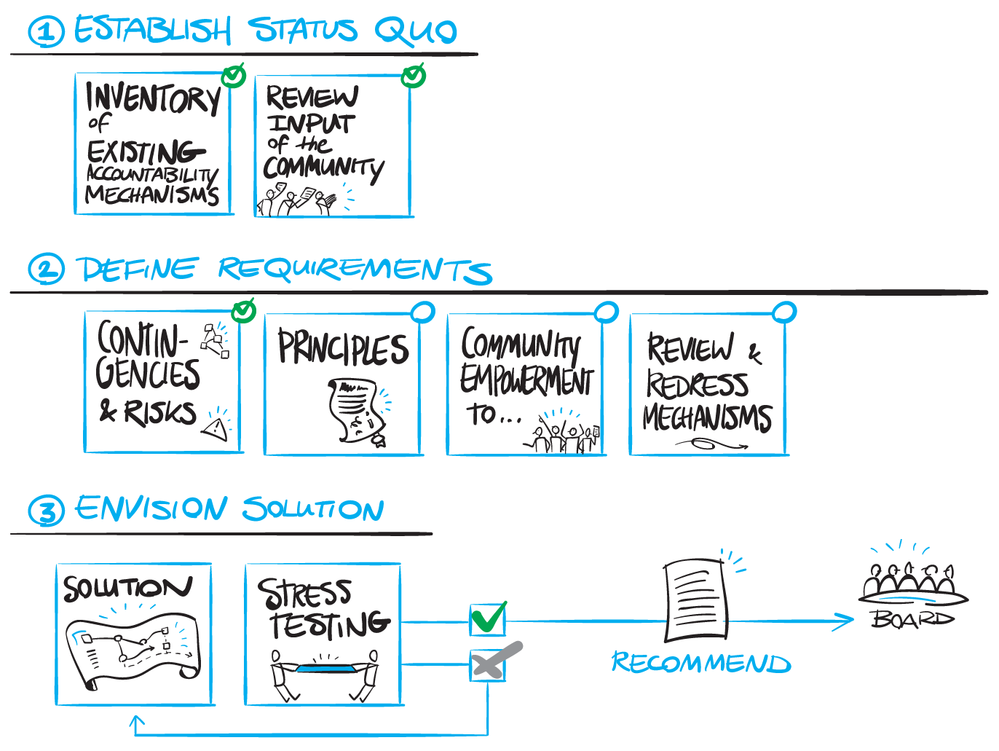 1 ESTABLISH STATUS QUO
INVENTORY
of
EXISTING
ACCOUNTABILITY
MECHANISMS
REVIEW
INPUT
of the
COMMUNITY
2 DEFINE REQUIREMENTS
CONTIN-
GENCIES
& RISKS
PRINCIPLES
COMMUNITY
EMPOWERMENT
TO...
REVIEW &
REDRESS
MECHANISMS
3 ENVISION SOLUTION
SOLUTION
STRESS
TESTING
RECOMMEND
BOARD